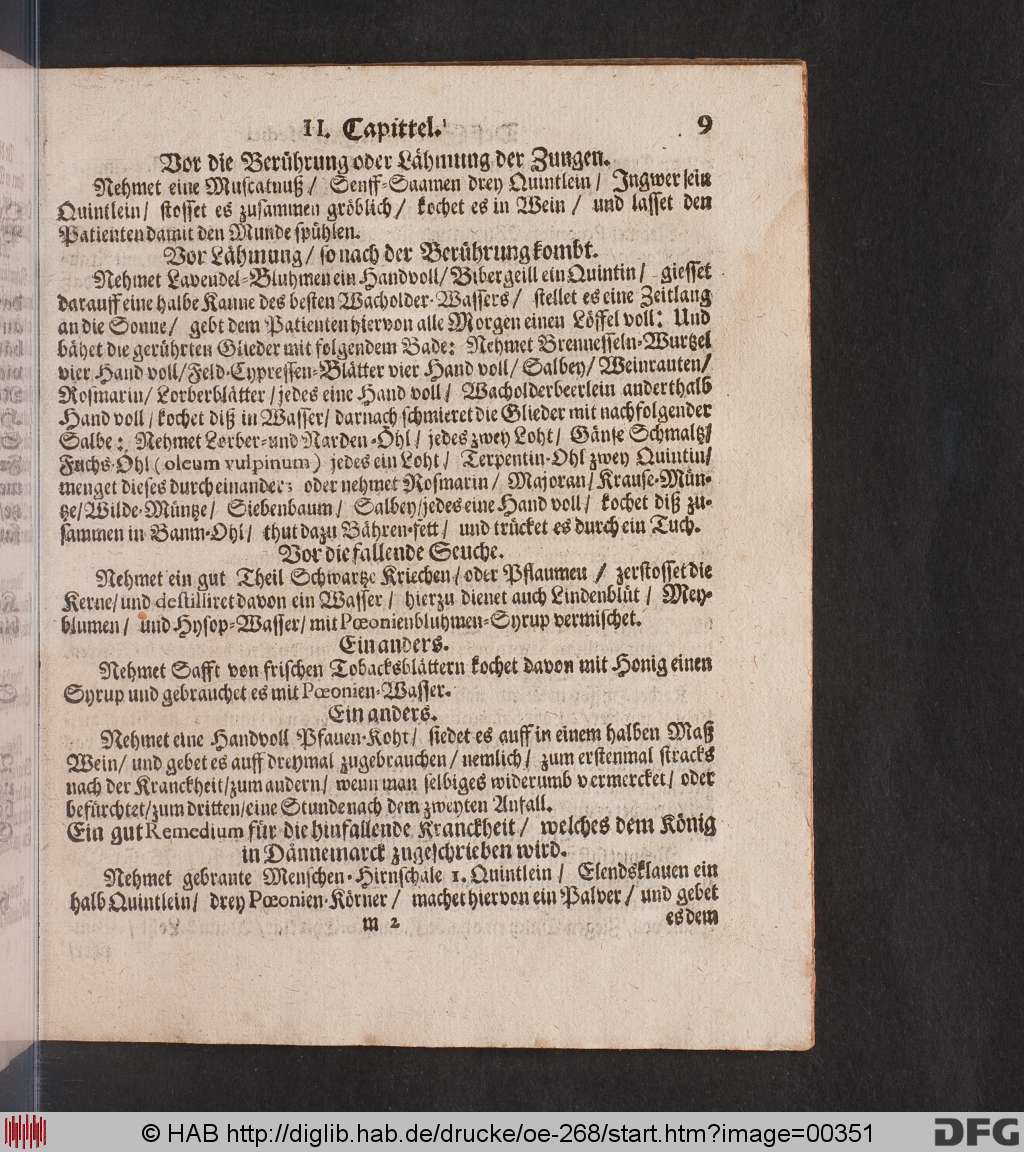 II. Capittel. 9
Vor die Berührung oder Lähmung der Zungen.
Nehmet eine Muscatnuß / Senff-Saamen drey Quintlein / Ingwer sein
Quintlein / stosset es zusammen gröblich / kochet es in Wein / und lasset den
Patienten damit den Munde spühlen.
Vor Lähmung / so nach der Berührung kombt.
Nehmet Lavendel-Bluhmen ein Handvoll / Bibergeill ein Quintin / giesset
darauff eine halbe Kanne des besten Wacholder-Wassers / stellet es eine Zeitlang
an die Sonne / gebt dem Patienten hiervon alle Morgen einen Löffel voll: Und
bähet die gerührten Glieder mit folgendem Bade: Nehmet Brennesseln-Wurtzel
vier Hand voll / Feld-Cypressen-Blätter vier Hand voll / Salbey / Weinrauten /
Rosmarin / Lorberblätter / jedes eine Hand voll / Wacholderbeerlein anderthalb
Hand voll / kochet diß in Wasser / darnach schmieret die Glieder mit nachfolgender
Salbe: Nehmet Lorber- und Narden-Öhl / jedes zwey Loht / Gänse Schmaltz /
Fuchs-Öhl (oleum vulpinum) jedes ein Loht / Terpentin-Öhl zwey Quintin /
menget dieses durcheinander; oder nehmet Rosmarin / Majoran / Krause-Mün-
tze / Wilde-Müntze / Siebenbaum / Salbey / jedes eine Hand voll / kochet diß zu-
sammen in Baum-Öhl / thut dazu Bähren-fett / und trücket es durch ein Tuch.
Vor die fallende Seuche.
Nehmet ein gut Theil Schwartze Kriechen / oder Pflaumen / zerstosset die
Kerne / und destilliret davon ein Wasser / hierzu dienet auch Lindenblüt / Mey-
blumen / und Hysop-Wasser / mit Pœonienbluhmen-Syrup vermischet.
Ein anders.
Nehmet Safft von frischen Tobacksblättern kochet davon mit Honig einen
Syrup und gebrauchet es mit Pœonien-Wasser.
Ein anders.
Nehmet eine Handvoll Pfauen-Koht / siedet es auff in einem halben Maß
Wein / und gebet es auff dreymal zugebrauchen / nemlich / zum erstenmal stracks
nach der Kranckheit / zum andern / wenn man selbiges widerumb vermercket / oder
befürchtet / zum dritten / eine Stunde nach dem zweyten Anfall.
Ein gut Remedium für die hinfallende Kranckheit / welches dem König
in Dännemarck zugeschrieben wird.
Nehmet gebrante Menschen-Hirnschale 1. Quintlein / Elendsklauen ein
halb Quintlein / drey Pœonien-Körner / machet hiervon ein Palver / und gebet
m 2 es dem
© HAB http://diglib.hab.de/drucke/oe-268/start.htm?image=00351
DFG